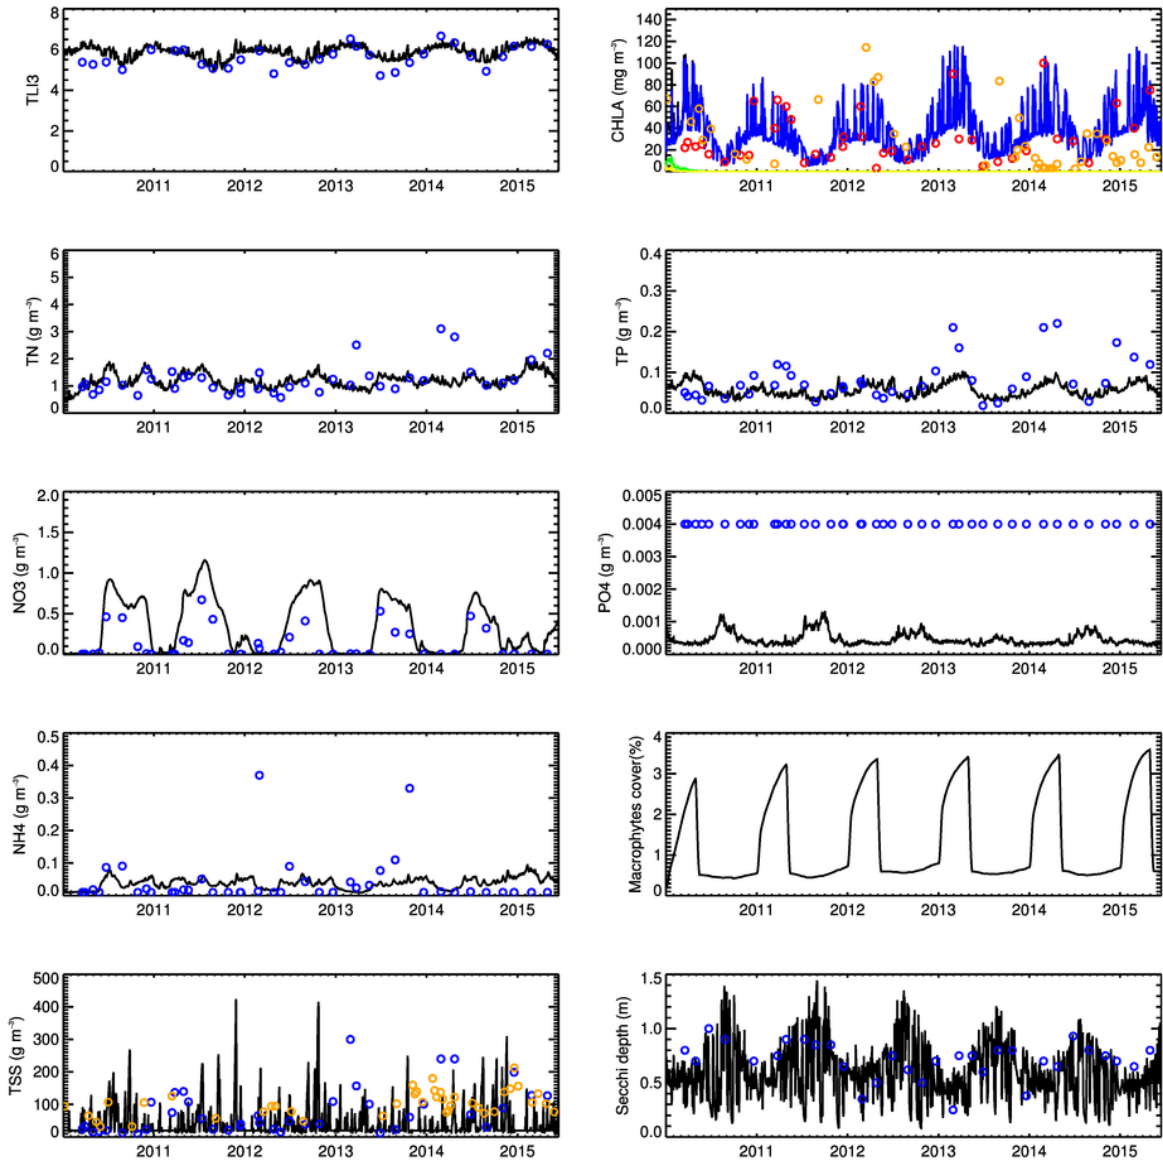 TLI3
8
6
4
2
0
2011 2012 2013 2014 2015
CHLA (mg m⁻³)
140
120
100
80
60
40
20
0
2011 2012 2013 2014 2015
TN (g m⁻³)
6
5
4
3
2
1
0
2011 2012 2013 2014 2015
TP (g m⁻³)
0.4
0.3
0.2
0.1
0.0
2011 2012 2013 2014 2015
NO3 (g m⁻³)
2.0
1.5
1.0
0.5
0.0
2011 2012 2013 2014 2015
PO4 (g m⁻³)
0.005
0.004
0.003
0.002
0.001
0.000
2011 2012 2013 2014 2015
NH4 (g m⁻³)
0.5
0.4
0.3
0.2
0.1
0.0
2011 2012 2013 2014 2015
Macrophytes cover(%)
4
3
2
1
0
2011 2012 2013 2014 2015
TSS (g m⁻³)
500
400
300
200
100
0
2011 2012 2013 2014 2015
Secchi depth (m)
1.5
1.0
0.5
0.0
2011 2012 2013 2014 2015